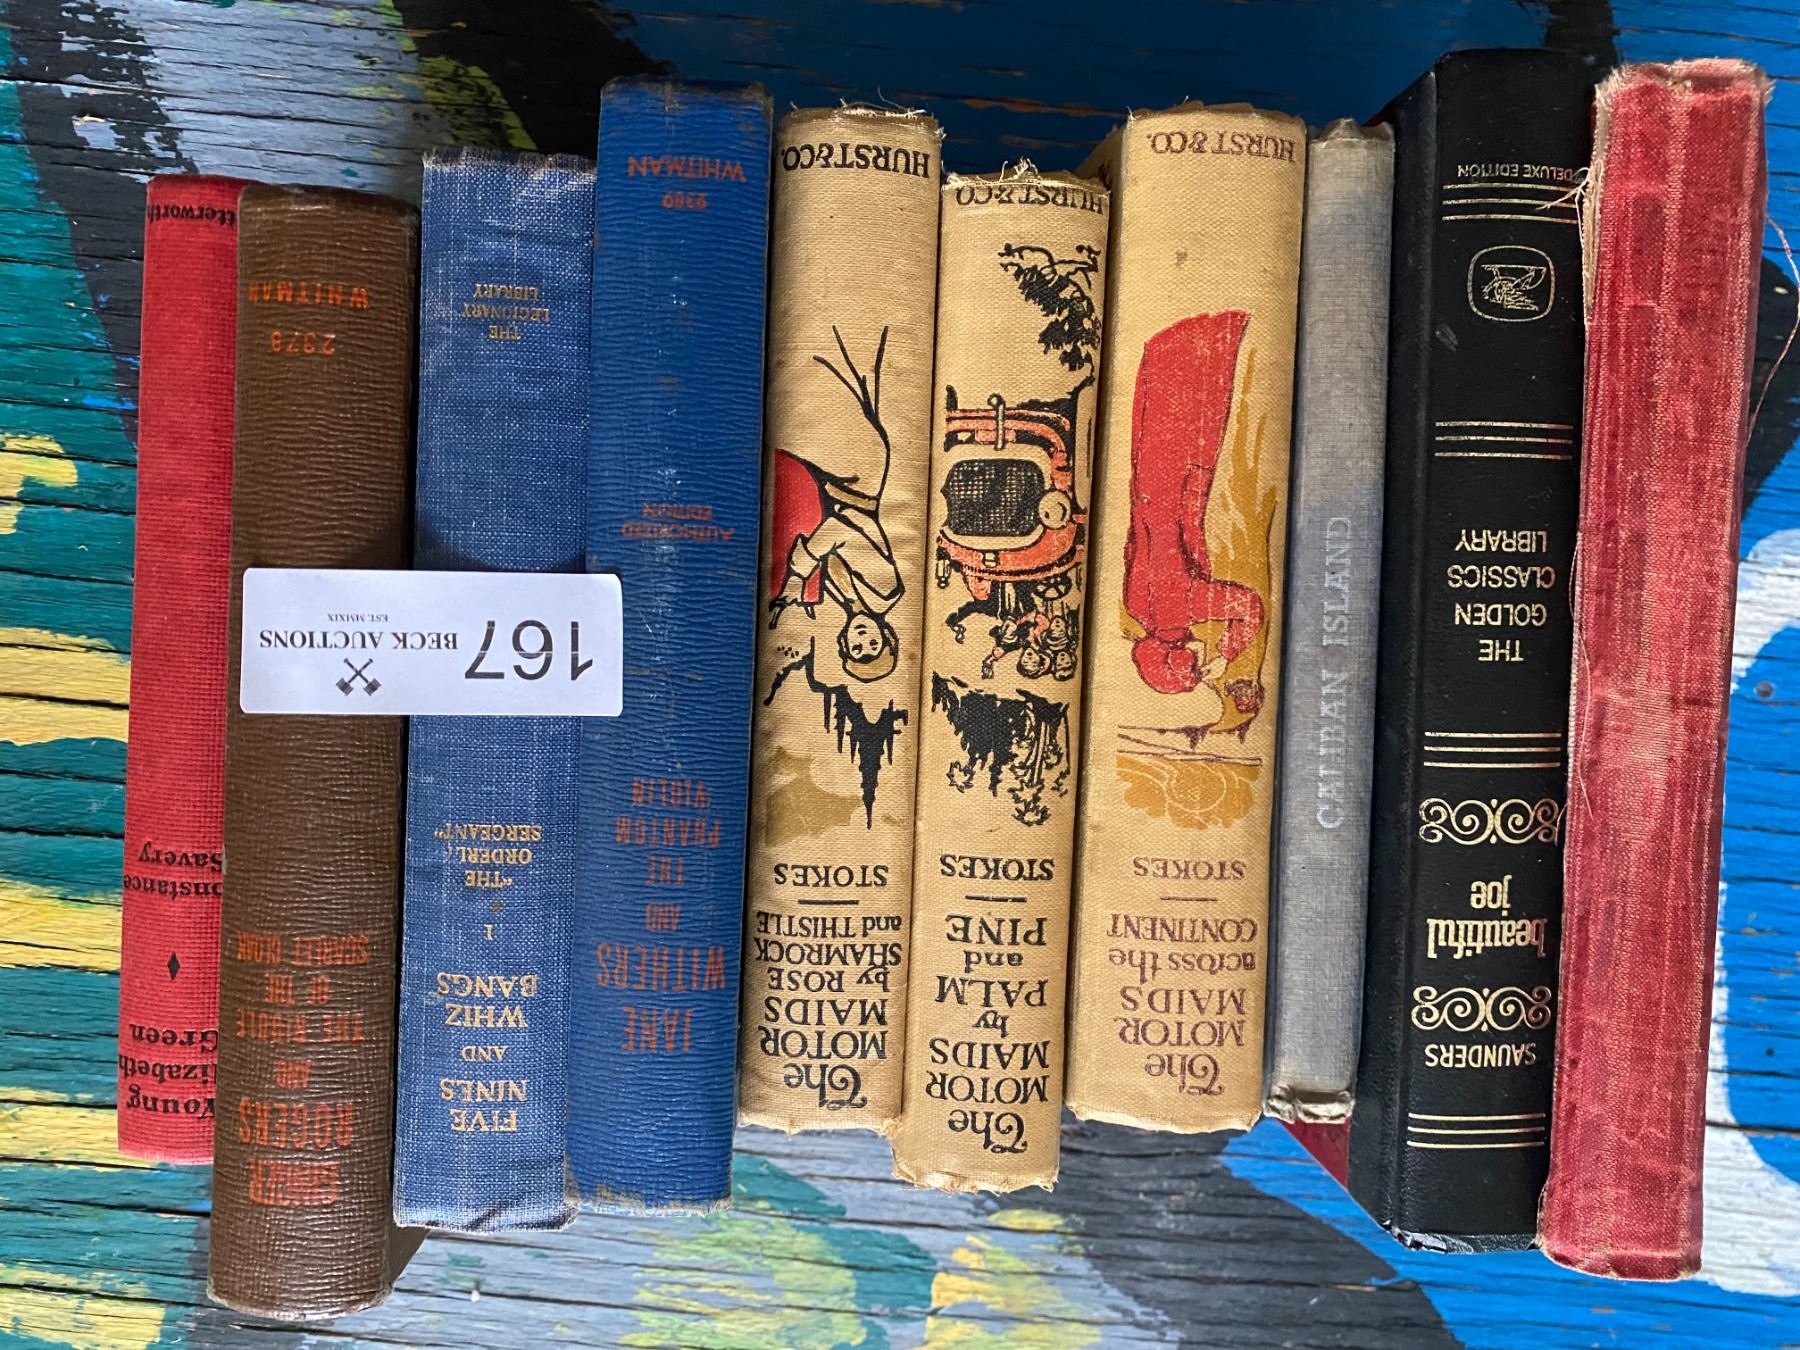 Young
Elizabeth
Green
Constance
Savery
GINGER
ROGERS
AND
THE RIDDLE
OF THE
SCARLET CLOAK
2378
WHITMAN
FIVE
NINES
AND
WHIZ
BANGS
*
"THE
ORDERLY
SERGEANT"
THE
LEGIONARY
LIBRARY
167
BECK AUCTIONS
EST. MMXIX
JANE
WITHERS
AND
THE
PHANTOM
VIOLIN
AUTHORIZED
EDITION
2389
WHITMAN
The
MOTOR
MAIDS
by ROSE
SHAMROCK
and THISTLE
STOKES
HURST & CO.
The
MOTOR
MAIDS
by
PALM
and
PINE
STOKES
HURST & CO.
The
MOTOR
MAIDS
across the
CONTINENT
STOKES
HURST & CO.
CALIBAN ISLAND
SAUNDERS
beautiful
joe
THE
GOLDEN
CLASSICS
LIBRARY
DELUXE EDITION